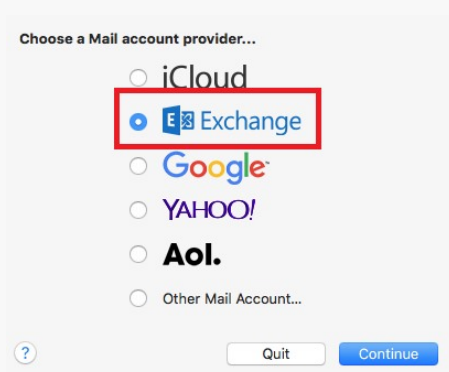 Choose a Mail account provider...
iCloud
E Exchange
Google
YAHOO!
Aol.
Other Mail Account...
? Quit Continue